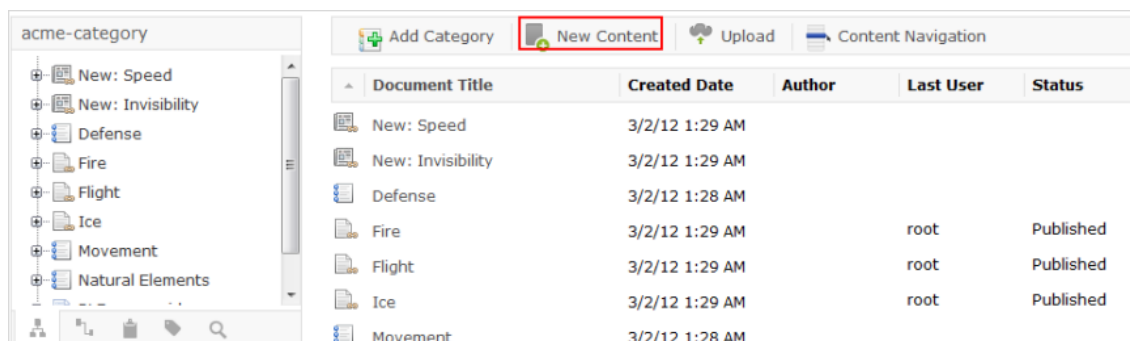 acme-category
New: Speed
New: Invisibility
Defense
Fire
Flight
Ice
Movement
Natural Elements
Add Category New Content Upload Content Navigation
Document Title Created Date Author Last User Status
New: Speed 3/2/12 1:29 AM
New: Invisibility 3/2/12 1:29 AM
Defense 3/2/12 1:28 AM
Fire 3/2/12 1:29 AM root Published
Flight 3/2/12 1:29 AM root Published
Ice 3/2/12 1:29 AM root Published
Movement 3/2/12 1:28 AM